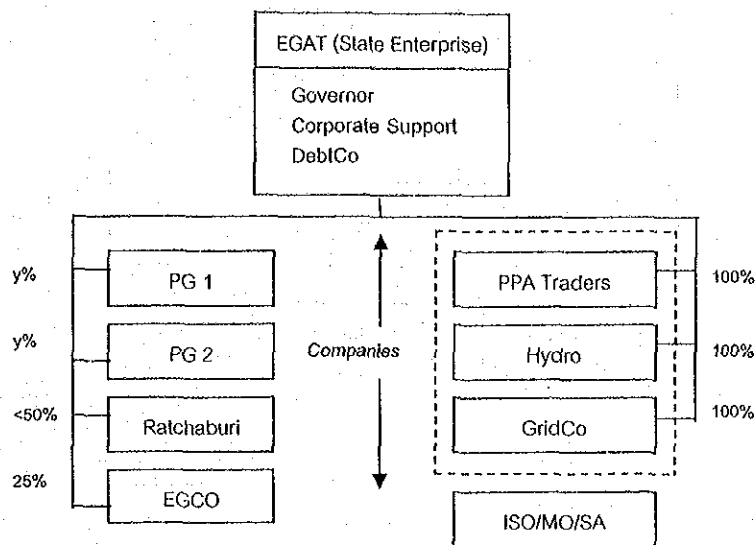 EGAT (State Enterprise)
Governor
Corporate Support
DebtCo
y%
PG 1
y%
PG 2
<50%
Ratchaburi
25%
EGCO
Companies
PPA Traders
100%
Hydro
100%
GridCo
100%
ISO/MO/SA